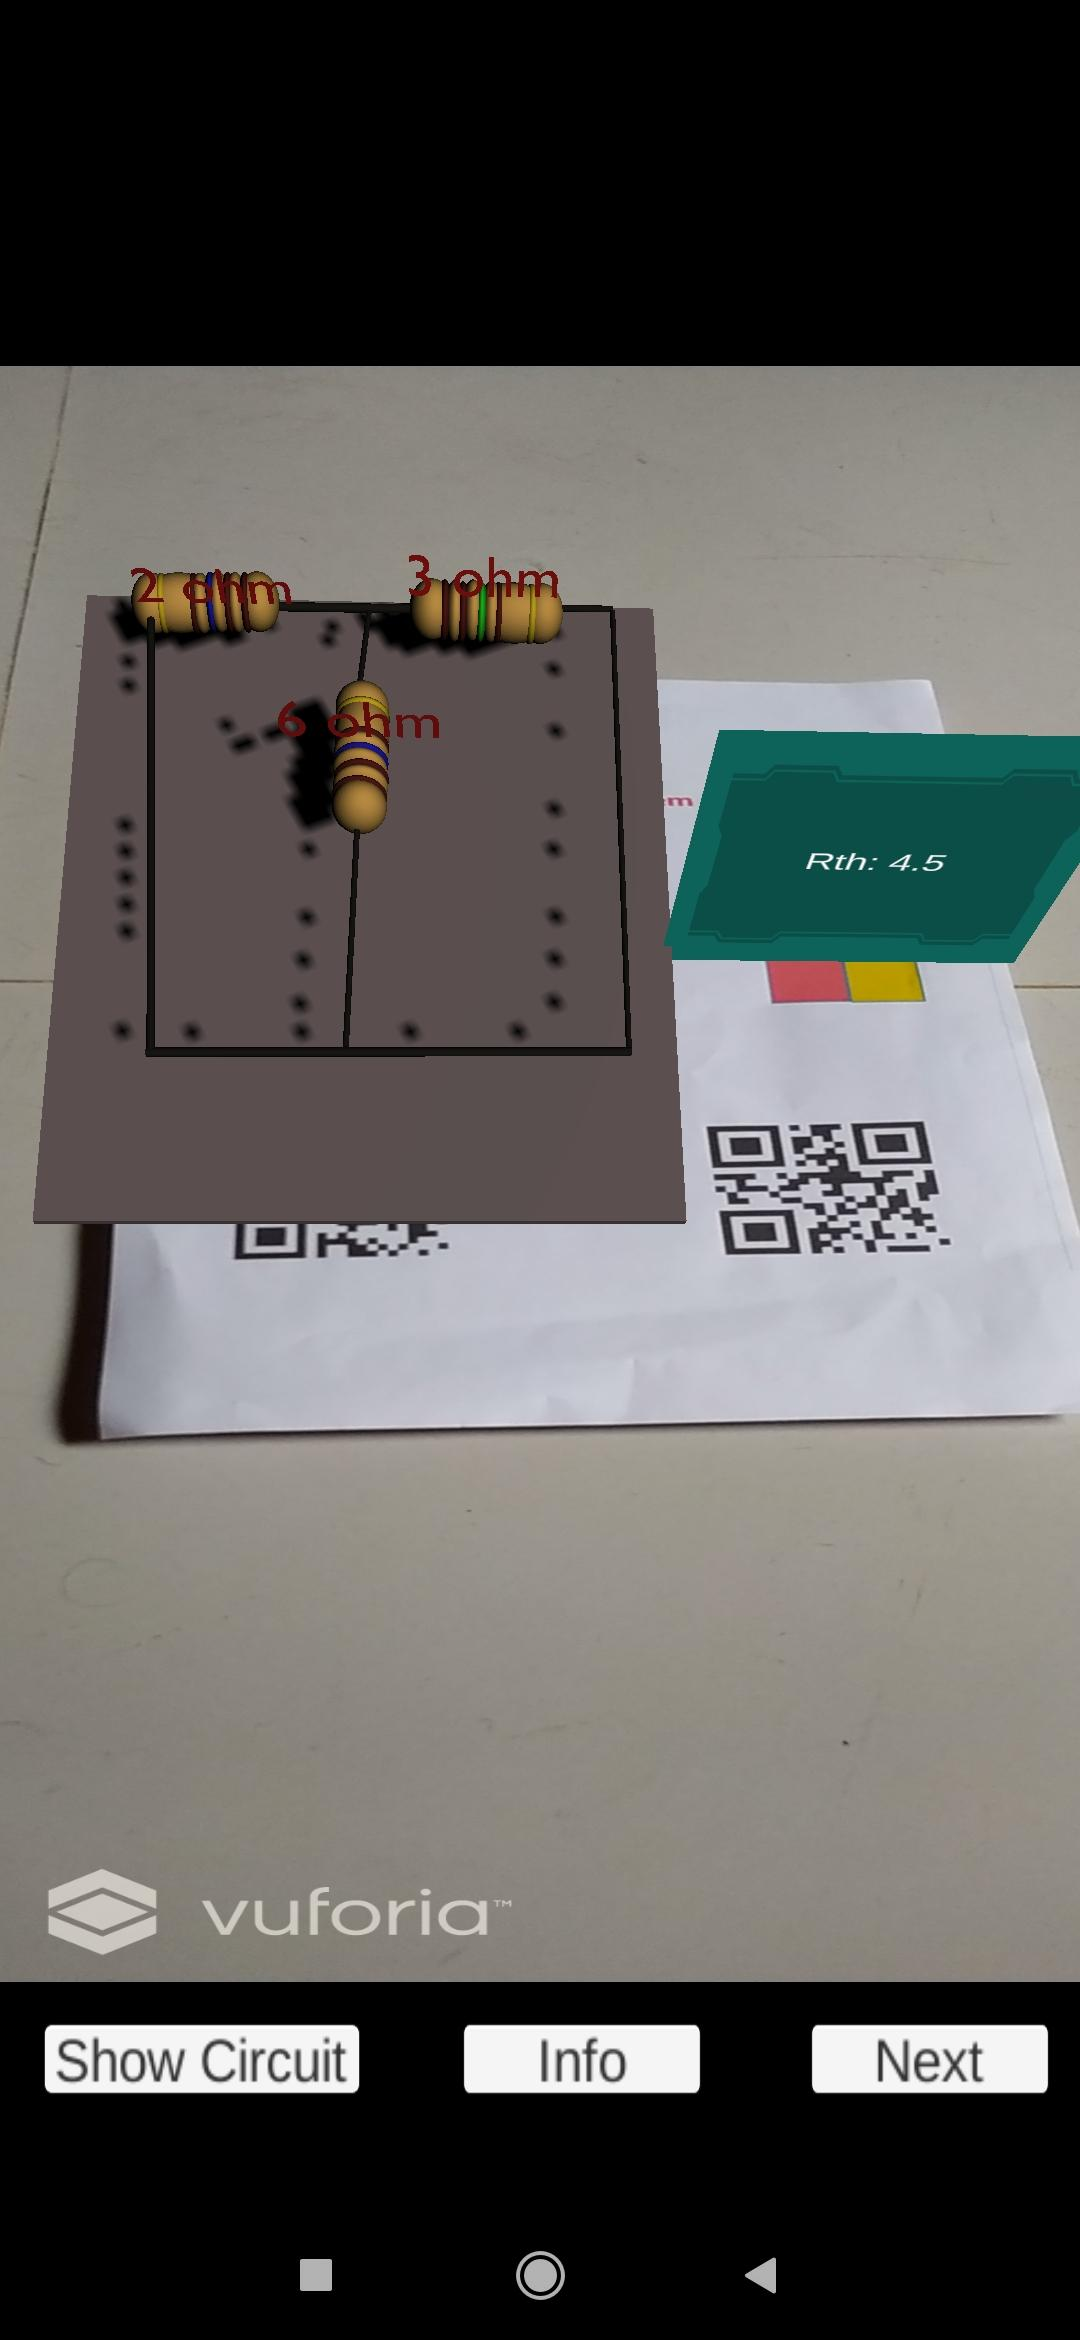 2 ohm
3 ohm
6 ohm
m
Rth: 4.5
vuforia™
Show Circuit
Info
Next